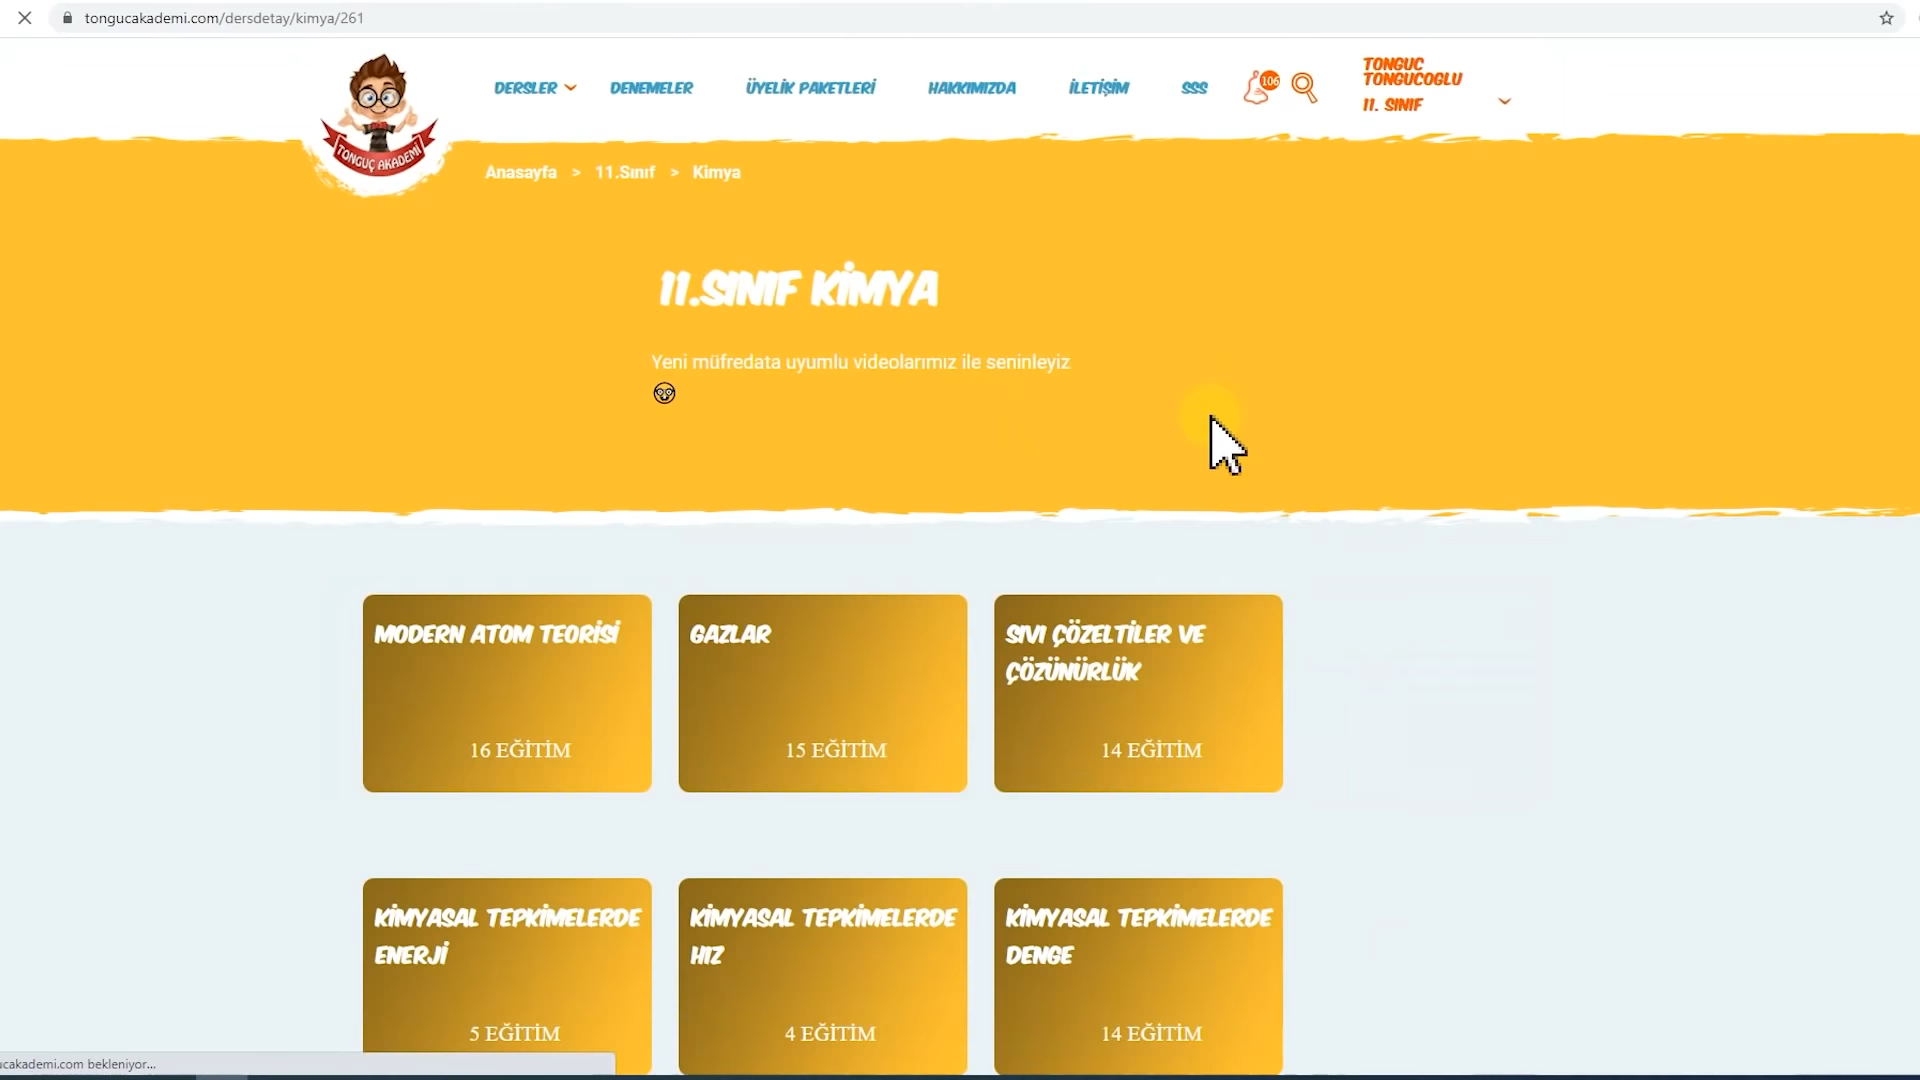 tongucakademi.com/dersdetay/kimya/261
TONGUÇ AKADEMİ
DERSLER
DENEMELER
ÜYELİK PAKETLERİ
HAKKIMIZDA
İLETİŞİM
SSS
106
TONGUC
TONGUCOGLU
11. SINIF
Anasayfa > 11.Sınıf > Kimya
11.SINIF KİMYA
Yeni müfredata uyumlu videolarımız ile seninleyiz
MODERN ATOM TEORİSİ
16 EĞİTİM
GAZLAR
15 EĞİTİM
SIVI ÇÖZELTİLER VE
ÇÖZÜNÜRLÜK
14 EĞİTİM
KİMYASAL TEPKİMELERDE
ENERJİ
5 EĞİTİM
KİMYASAL TEPKİMELERDE
HIZ
4 EĞİTİM
KİMYASAL TEPKİMELERDE
DENGE
14 EĞİTİM
ucakademi.com bekleniyor...